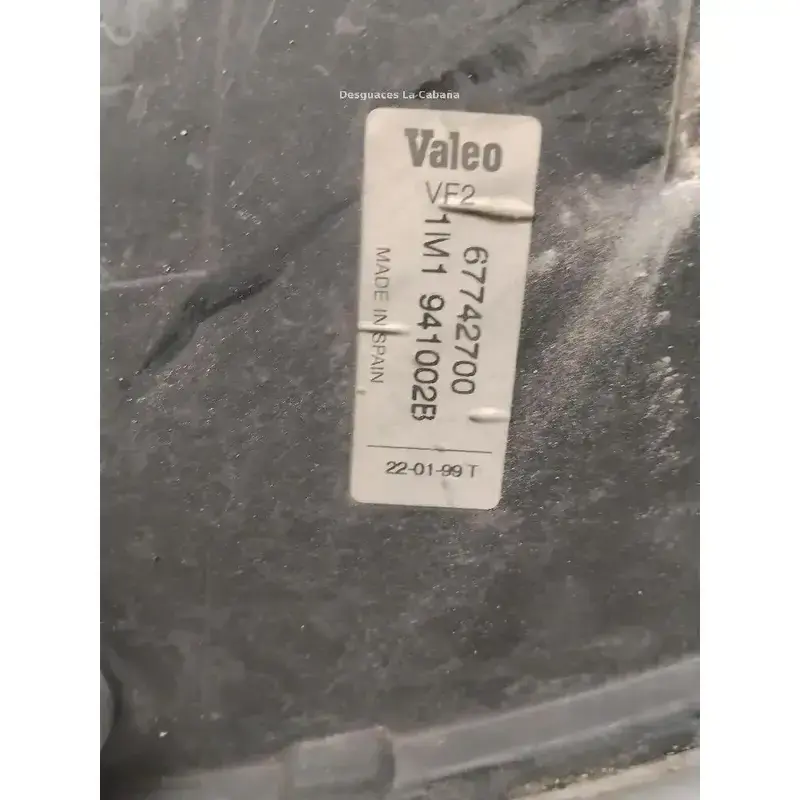 Desguaces La Cabaña
Valeo
VF2
67742700
1M1 941002B
MADE IN SPAIN
22-01-99 T